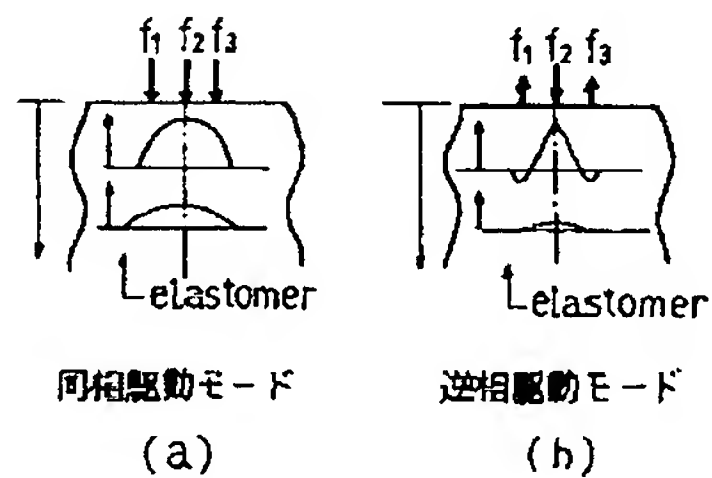 f₁ f₂ f₃
f₁ f₂ f₃
elastomer
elastomer
同相駆動モード
逆相駆動モード
(a)
(b)